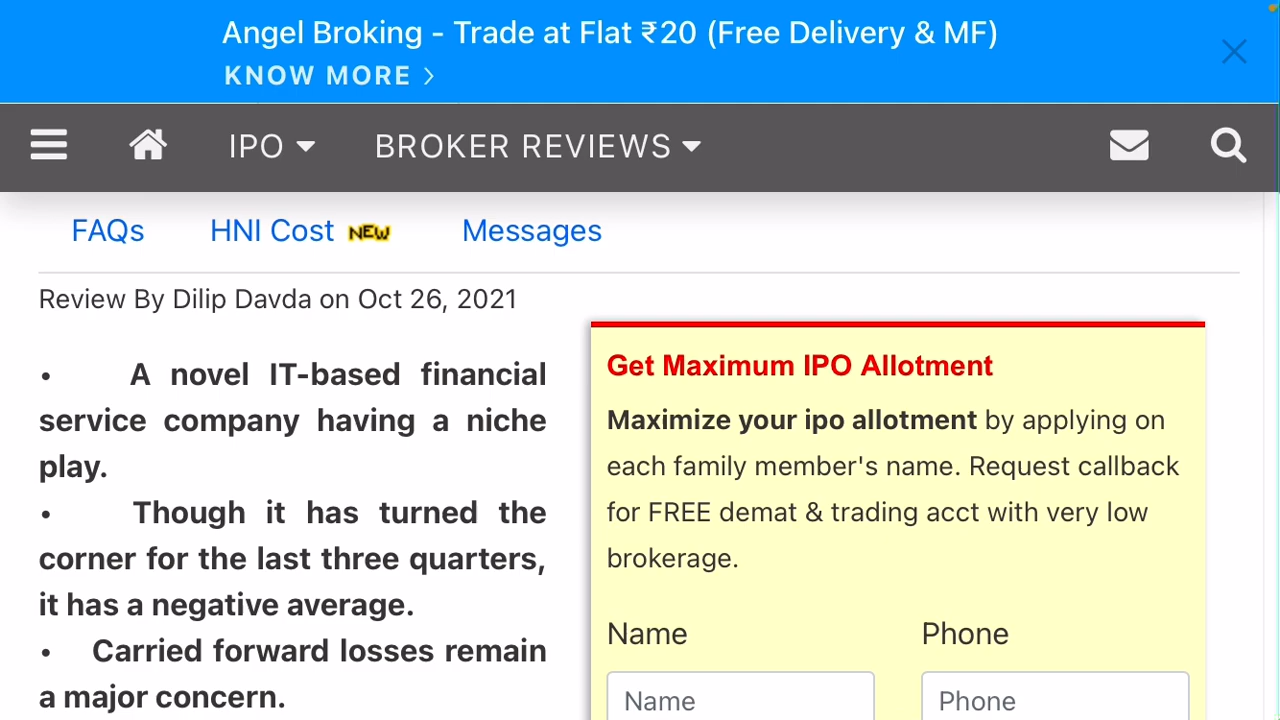 Angel Broking - Trade at Flat ₹20 (Free Delivery & MF)
KNOW MORE
IPO
BROKER REVIEWS
FAQs
HNI Cost NEW
Messages
Review By Dilip Davda on Oct 26, 2021
• A novel IT-based financial
service company having a niche
play.
• Though it has turned the
corner for the last three quarters,
it has a negative average.
• Carried forward losses remain
a major concern.
Get Maximum IPO Allotment
Maximize your ipo allotment by applying on
each family member's name. Request callback
for FREE demat & trading acct with very low
brokerage.
Name
Phone
Name
Phone